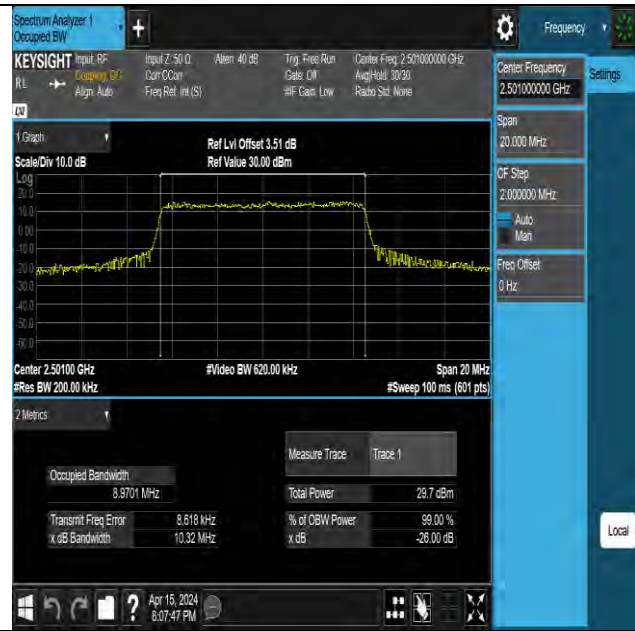 Spectrum Analyzer 1
Occupied BW
+
Frequency
KEYSIGHT Input: RF Input Z: 50 Ω Atten: 40 dB Trig: Free Run Center Freq: 2.501000000 GHz
RL Coupling: DC Corr CCorr Gate: Off Avg|Hold: 30/30
Align: Auto Freq Ref: Int (S) #IF Gain: Low Radio Std: None
LXI
Center Frequency
2.501000000 GHz
Settings
Span
20.000 MHz
CF Step
2.000000 MHz
Auto
Man
Freq Offset
0 Hz
Local
1 Graph
Ref Lvl Offset 3.51 dB
Scale/Div 10.0 dB Ref Value 30.00 dBm
Log
20.0
10.0
0.00
-10.0
-20.0
-30.0
-40.0
-50.0
-60.0
Center 2.50100 GHz #Video BW 620.00 kHz Span 20 MHz
#Res BW 200.00 kHz #Sweep 100 ms (601 pts)
2 Metrics
Measure Trace Trace 1
Occupied Bandwidth
8.9701 MHz Total Power 29.7 dBm
Transmit Freq Error 8.618 kHz % of OBW Power 99.00 %
x dB Bandwidth 10.32 MHz x dB -26.00 dB
? Apr 15, 2024
8:07:47 PM